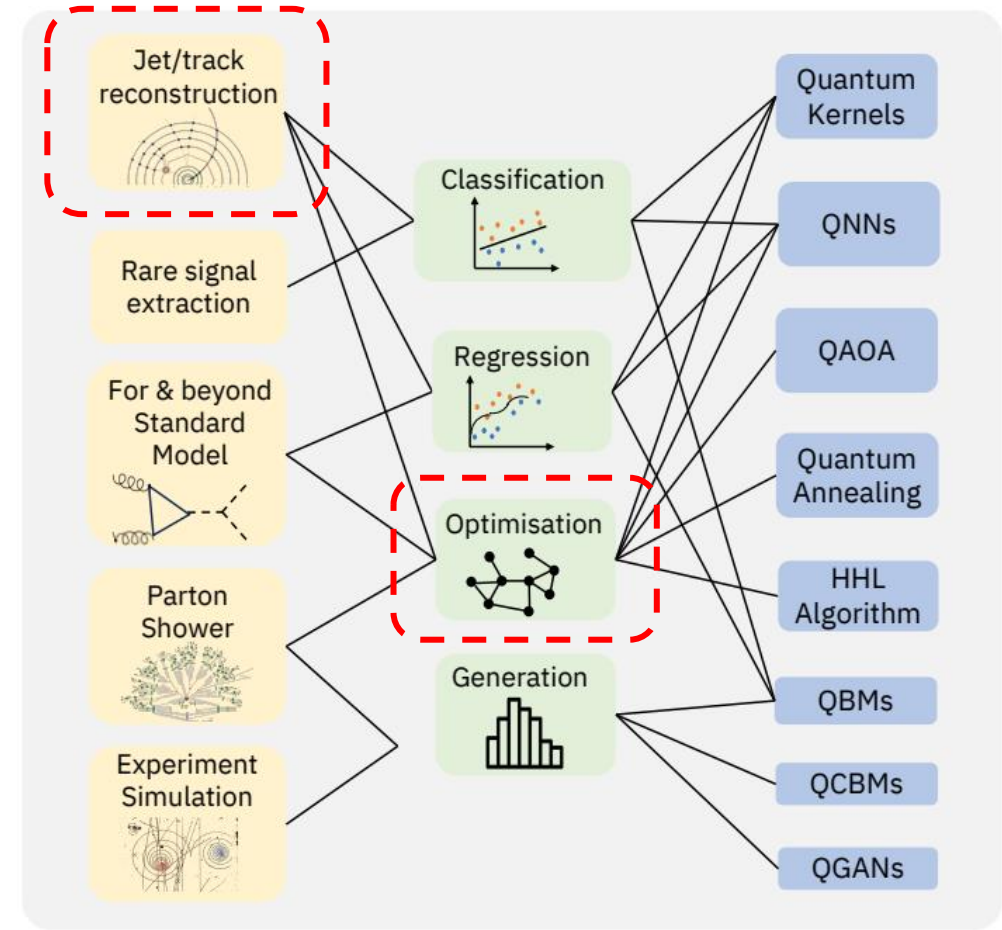 Jet/track
reconstruction
Rare signal
extraction
For & beyond
Standard
Model
Parton
Shower
Experiment
Simulation
Classification
Regression
Optimisation
Generation
Quantum
Kernels
QNNs
QAOA
Quantum
Annealing
HHL
Algorithm
QBMs
QCBMs
QGANs